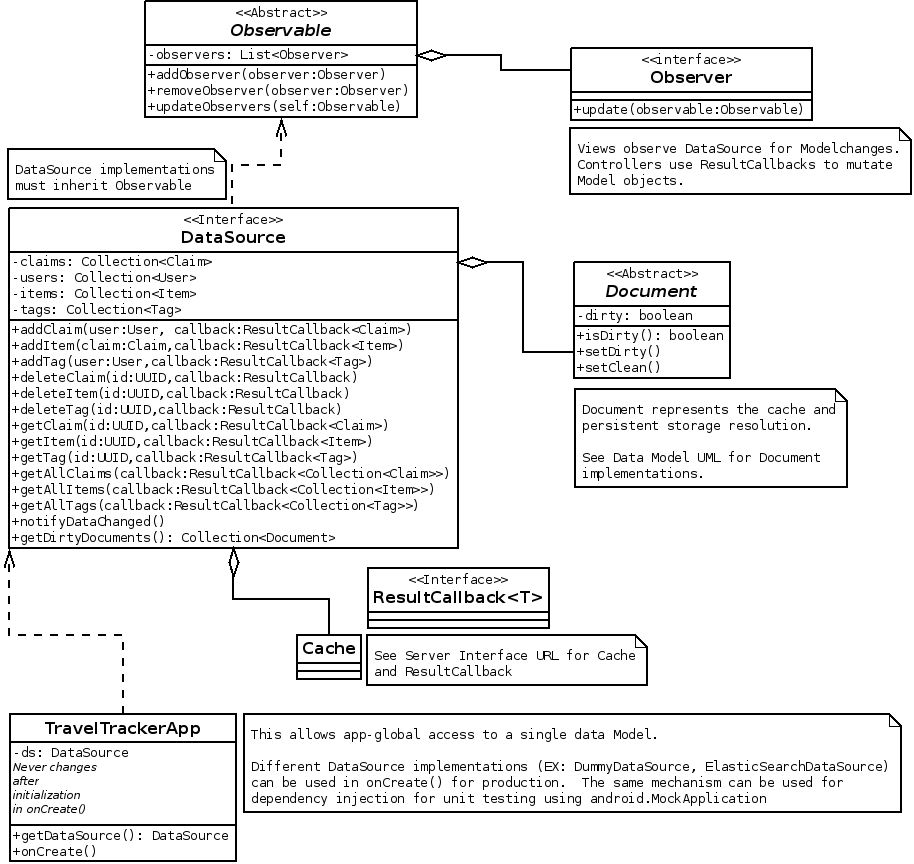 <<Abstract>>
Observable
-observers: List<Observer>
+addObserver(observer:Observer)
+removeObserver(observer:Observer)
+updateObservers(self:Observable)
<<interface>>
Observer
+update(observable:Observable)
Views observe DataSource for Modelchanges.
Controllers use ResultCallbacks to mutate
Model objects.
DataSource implementations
must inherit Observable
<<Interface>>
DataSource
-claims: Collection<Claim>
-users: Collection<User>
-items: Collection<Item>
-tags: Collection<Tag>
+addClaim(user:User, callback:ResultCallback<Claim>)
+addItem(claim:Claim,callback:ResultCallback<Item>)
+addTag(user:User,callback:ResultCallback<Tag>)
+deleteClaim(id:UUID,callback:ResultCallback)
+deleteItem(id:UUID,callback:ResultCallback)
+deleteTag(id:UUID,callback:ResultCallback)
+getClaim(id:UUID,callback:ResultCallback<Claim>)
+getItem(id:UUID,callback:ResultCallback<Item>)
+getTag(id:UUID,callback:ResultCallback<Tag>)
+getAllClaims(callback:ResultCallback<Collection<Claim>>)
+getAllItems(callback:ResultCallback<Collection<Item>>)
+getAllTags(callback:ResultCallback<Collection<Tag>>)
+notifyDataChanged()
+getDirtyDocuments(): Collection<Document>
<<Abstract>>
Document
-dirty: boolean
+isDirty(): boolean
+setDirty()
+setClean()
Document represents the cache and
persistent storage resolution.
See Data Model UML for Document
implementations.
<<Interface>>
ResultCallback<T>
Cache
See Server Interface URL for Cache
and ResultCallback
TravelTrackerApp
-ds: DataSource
Never changes
after
initialization
in onCreate()
+getDataSource(): DataSource
+onCreate()
This allows app-global access to a single data Model.
Different DataSource implementations (EX: DummyDataSource, ElasticSearchDataSource)
can be used in onCreate() for production.  The same mechanism can be used for
dependency injection for unit testing using android.MockApplication